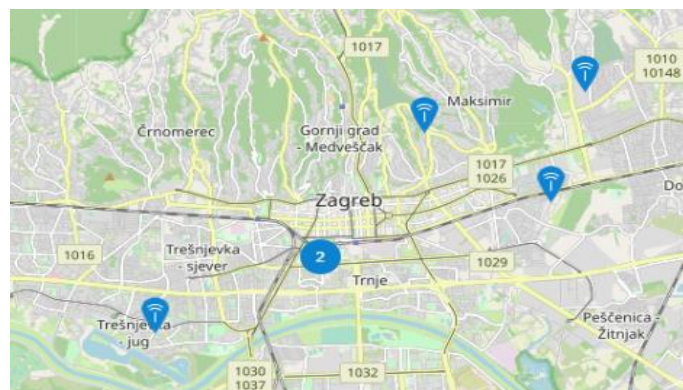 1017
1010
10148
Maksimir
Črnomerec
Gornji grad
- Medveščak
1017
1026
Zagreb
Do
Trešnjevka
- sjever
1016
2
1029
Trnje
Trešnjevka
- jug
Peščenica -
Žitnjak
1030
1037
1032